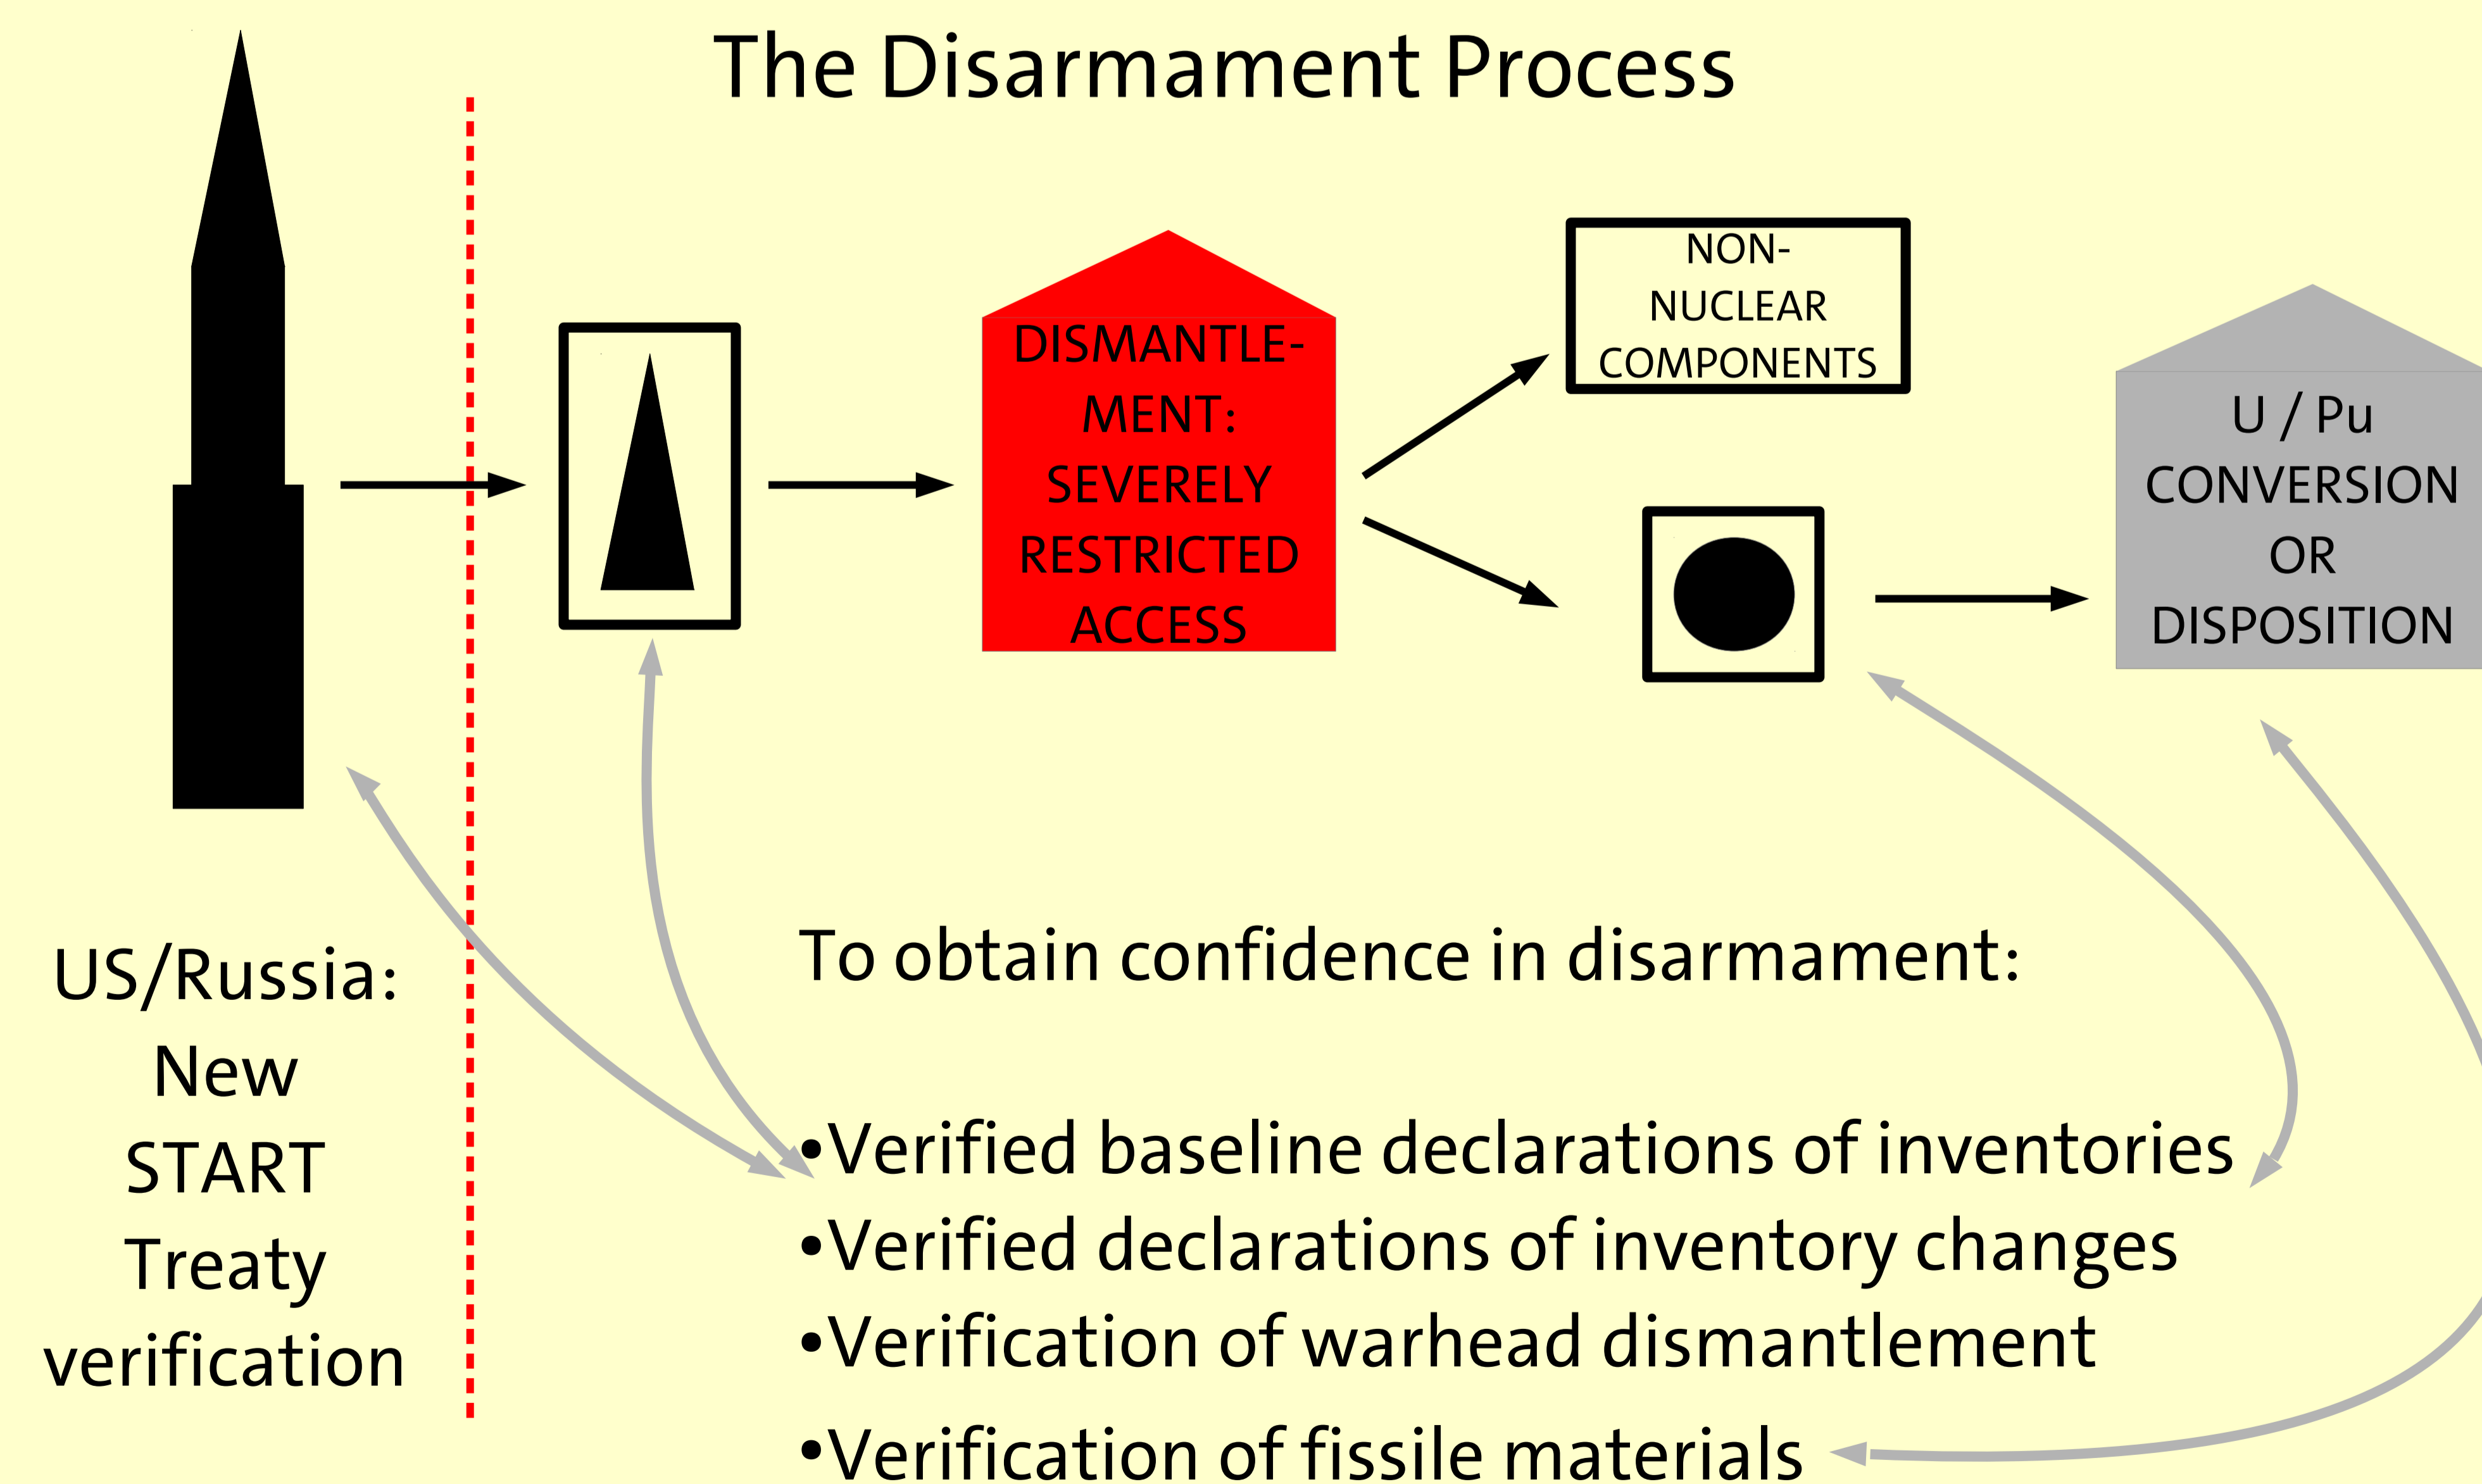 The Disarmament Process
NON-
NUCLEAR
COMPONENTS
DISMANTLE-
MENT:
SEVERELY
RESTRICTED
ACCESS
U / Pu
CONVERSION
OR
DISPOSITION
US/Russia:
New
START
Treaty
verification
To obtain confidence in disarmament:
•Verified baseline declarations of inventories
•Verified declarations of inventory changes
•Verification of warhead dismantlement
•Verification of fissile materials